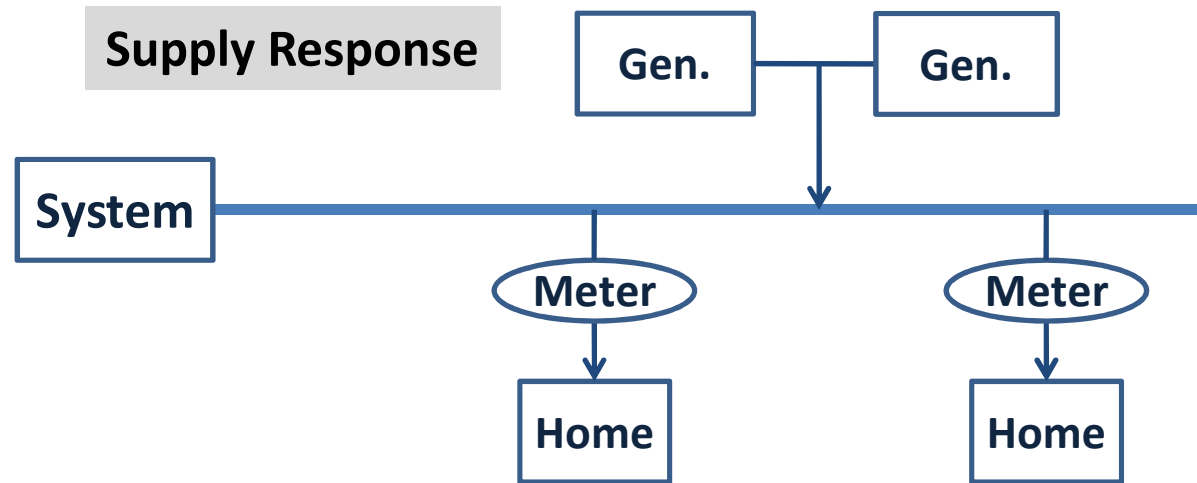 Supply Response
Gen.
Gen.
System
Meter
Meter
Home
Home